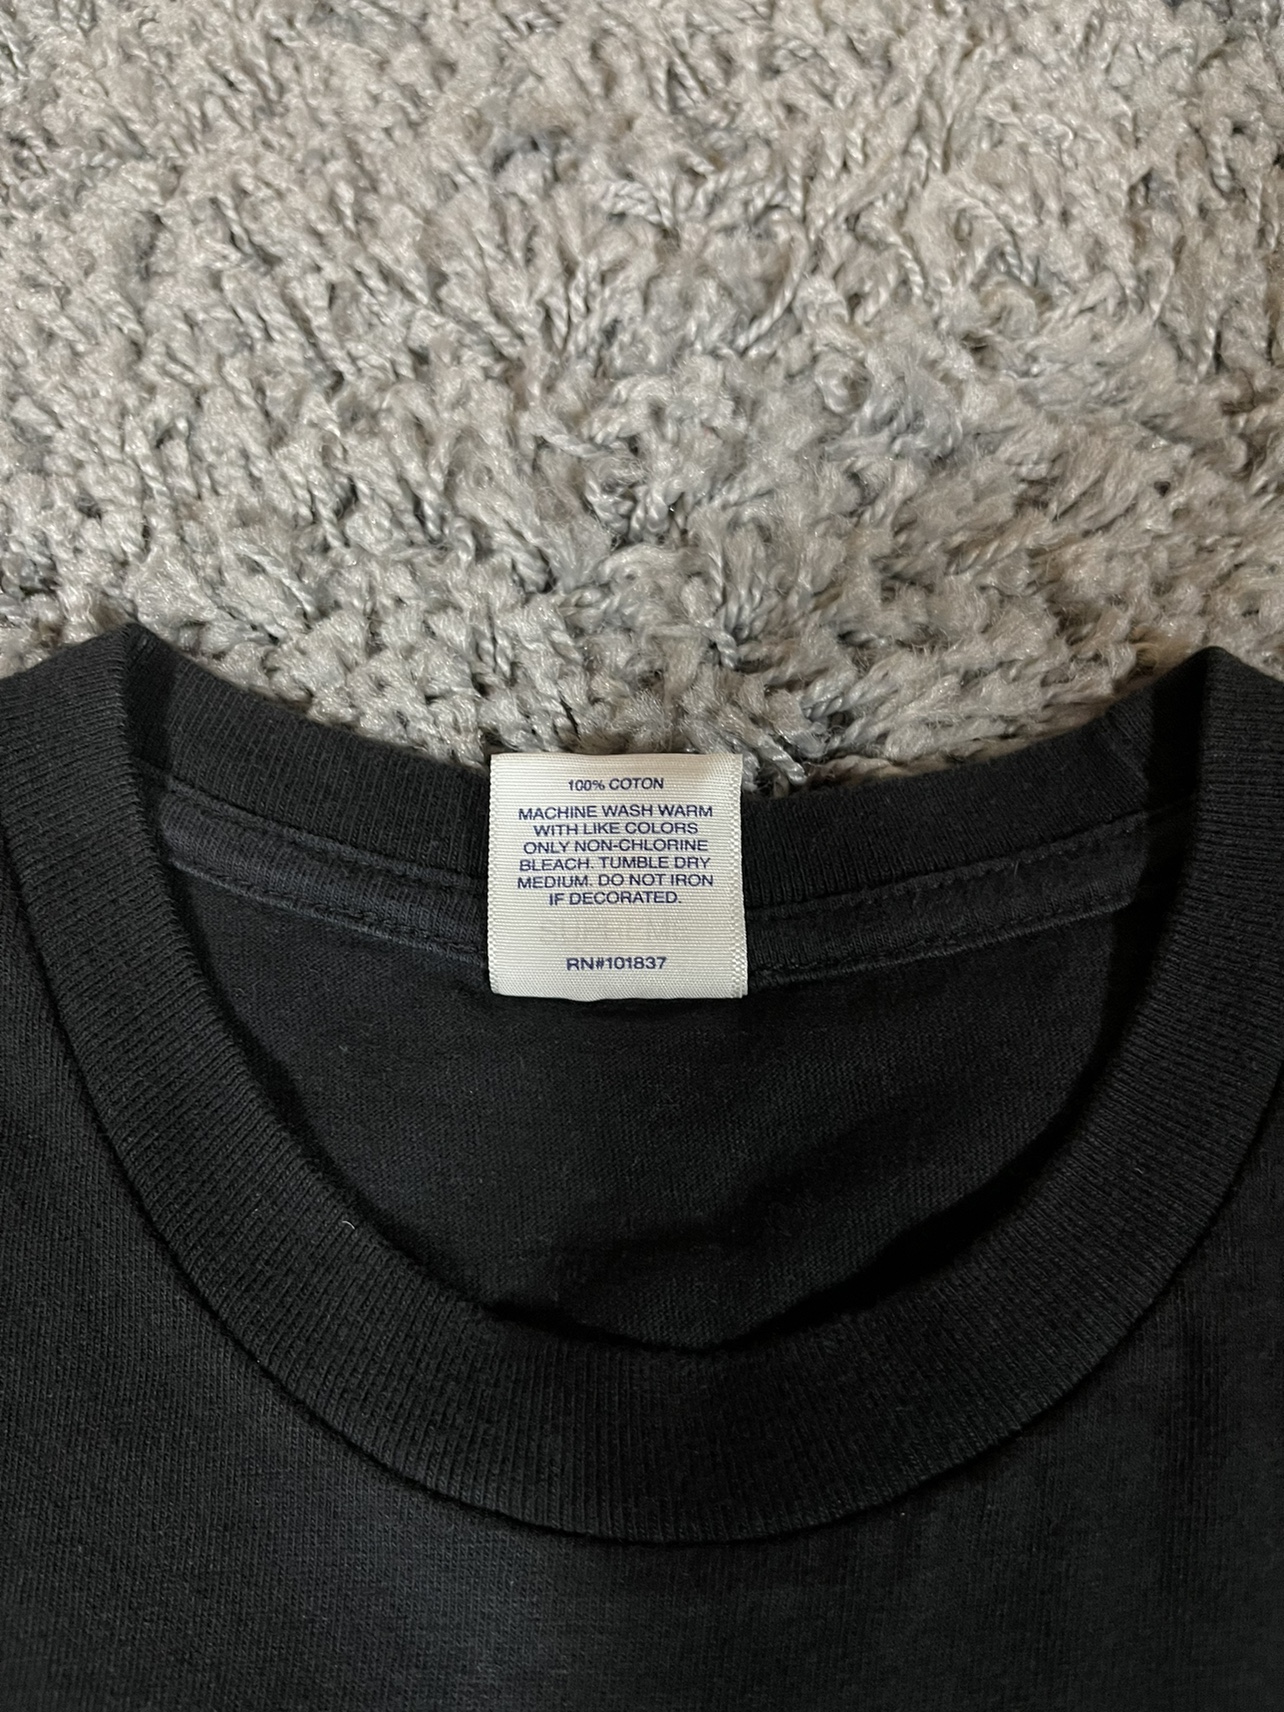 100% COTON
MACHINE WASH WARM
WITH LIKE COLORS
ONLY NON-CHLORINE
BLEACH. TUMBLE DRY
MEDIUM. DO NOT IRON
IF DECORATED.
RN#101837